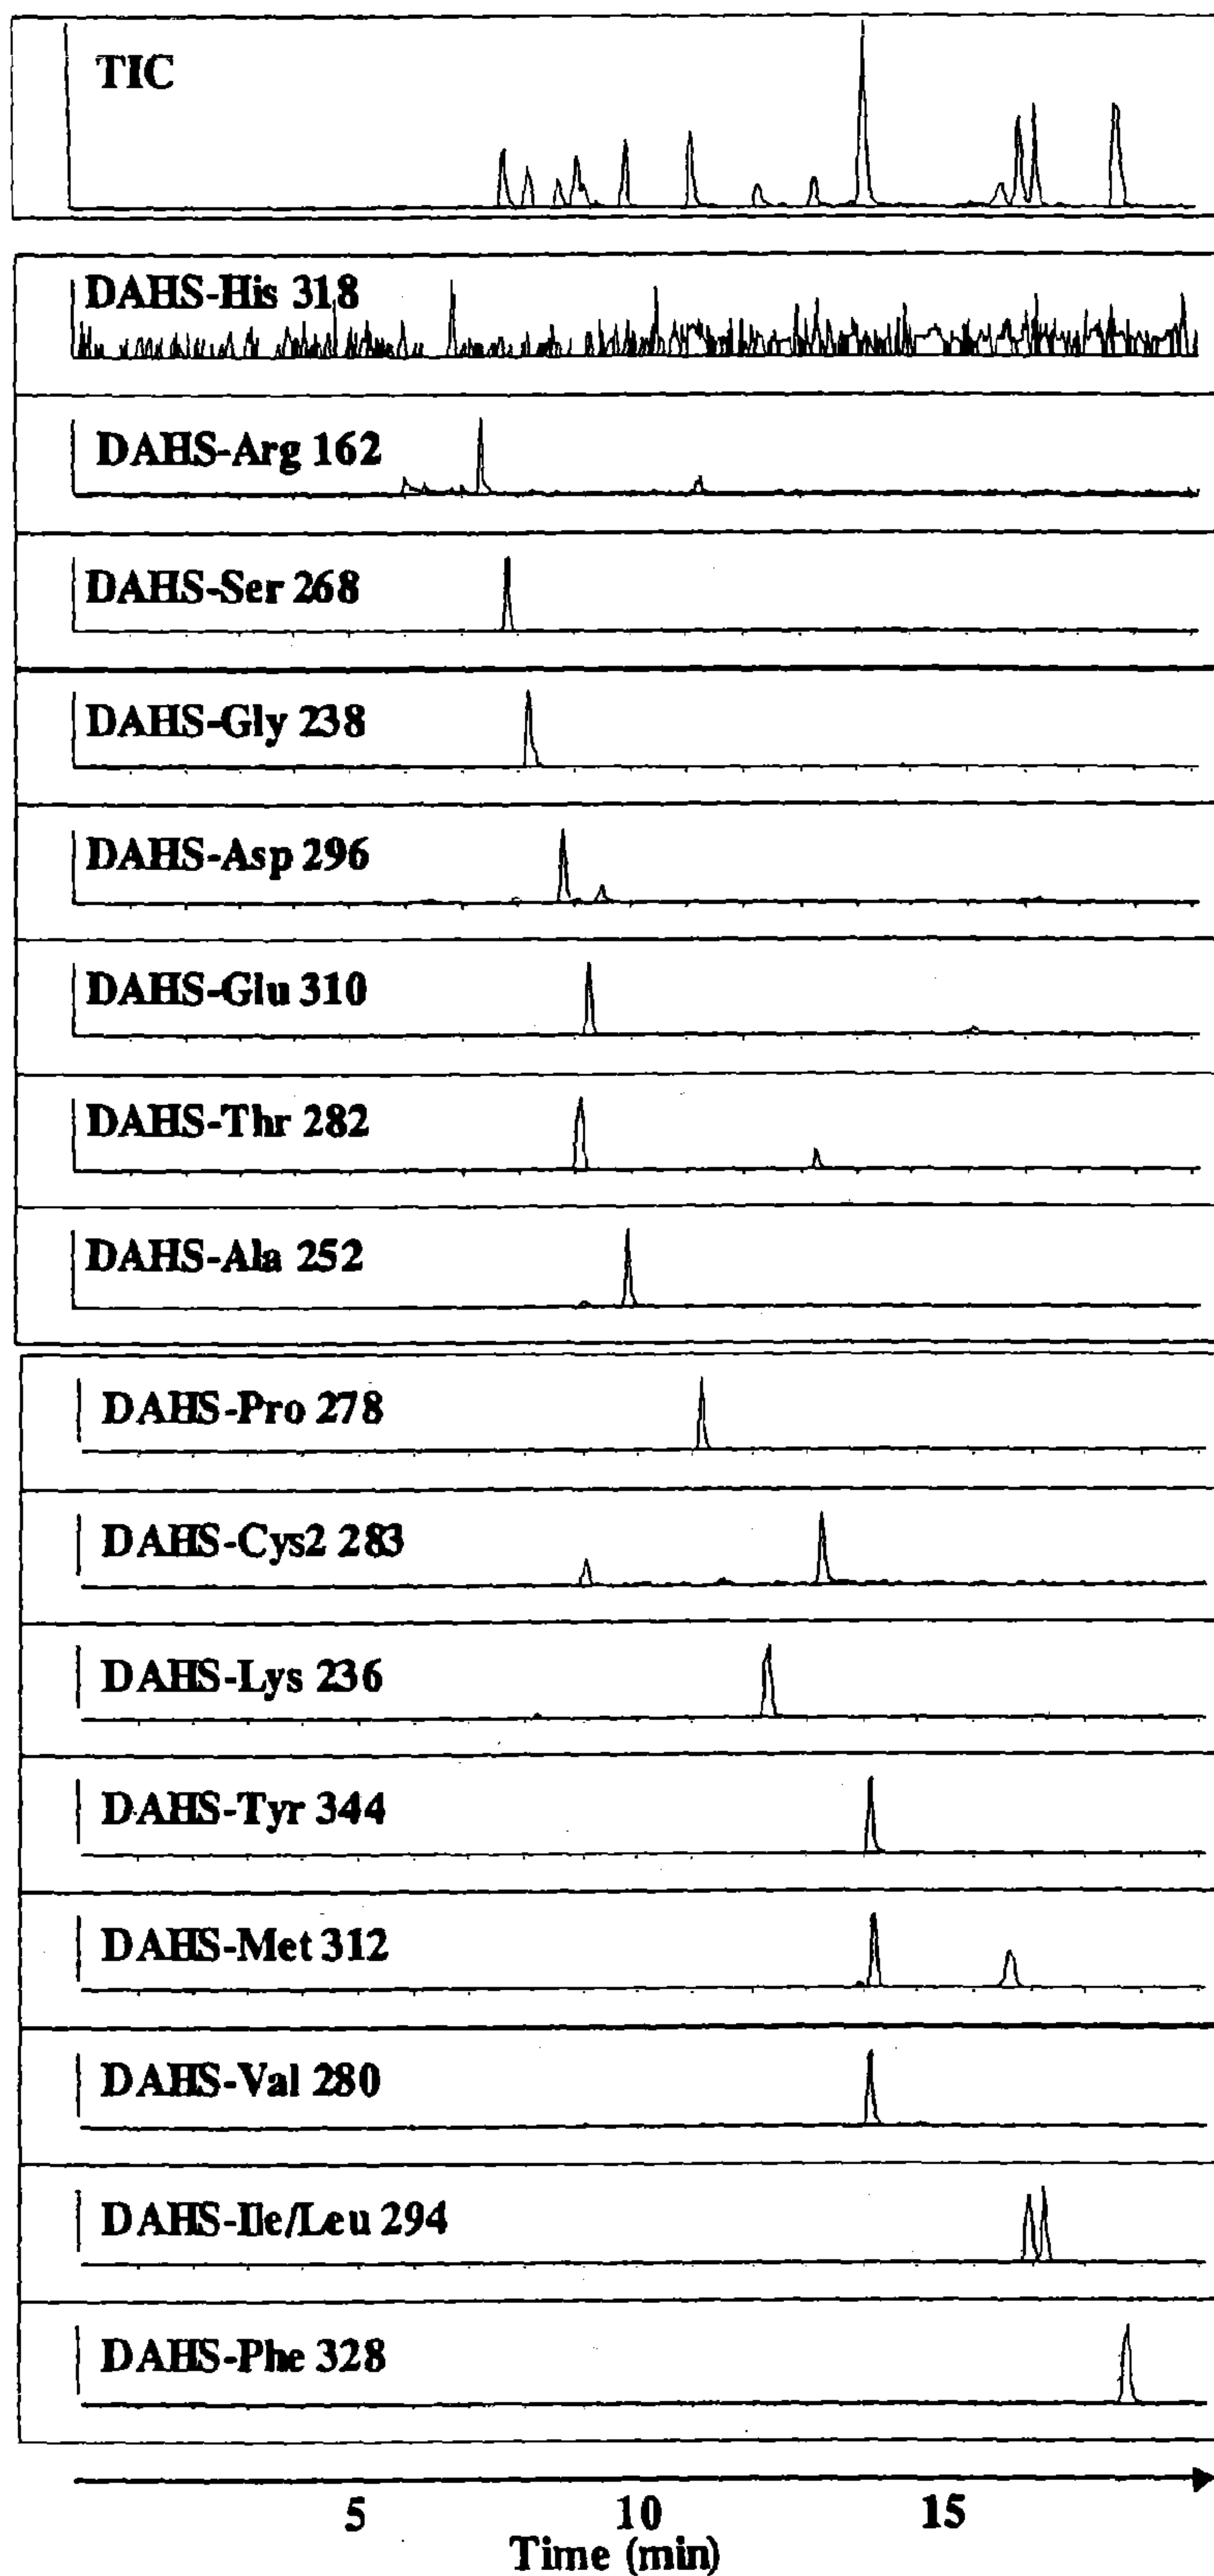 TIC
DAHS-His 318
DAHS-Arg 162
DAHS-Ser 268
DAHS-Gly 238
DAHS-Asp 296
DAHS-Glu 310
DAHS-Thr 282
DAHS-Ala 252
DAHS-Pro 278
DAHS-Cys2 283
DAHS-Lys 236
DAHS-Tyr 344
DAHS-Met 312
DAHS-Val 280
DAHS-Ile/Leu 294
DAHS-Phe 328
5 10 15
Time (min)